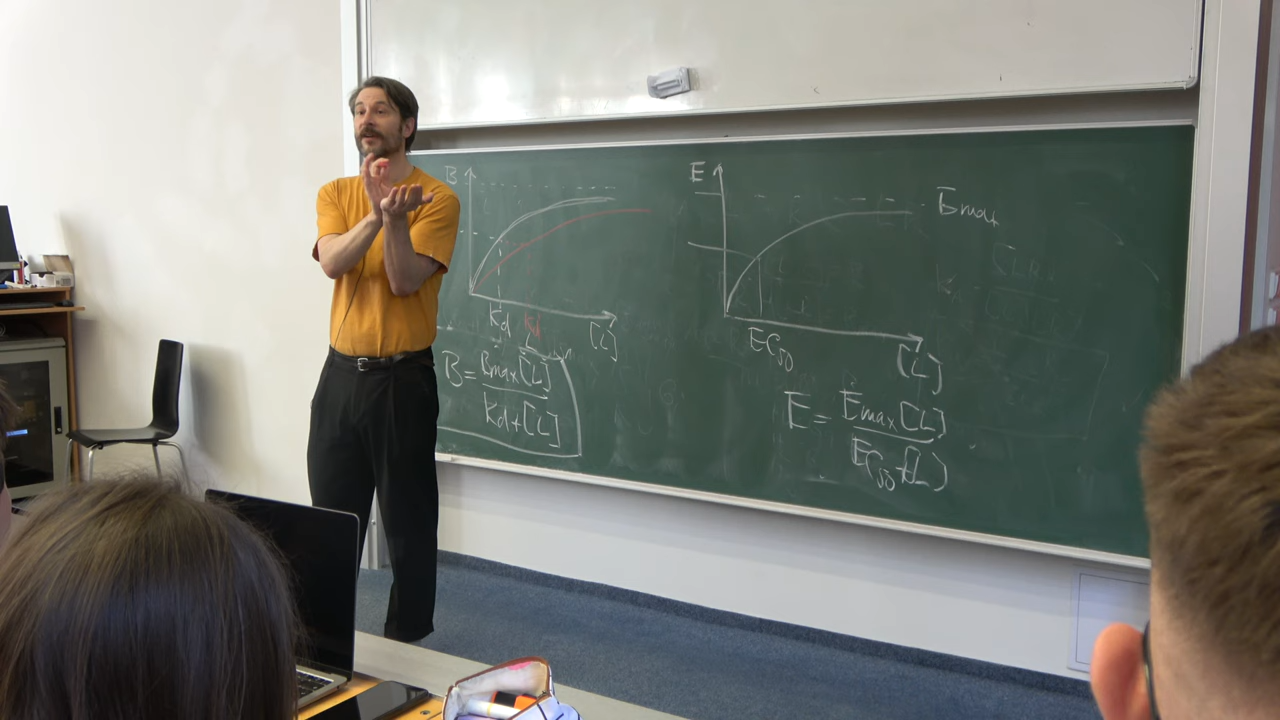 B
Kd Kd [L]
B = Bmax [L]
Kd + [L]
E
Emax
EC50 [L]
E = Emax [L]
EC50 + [L)